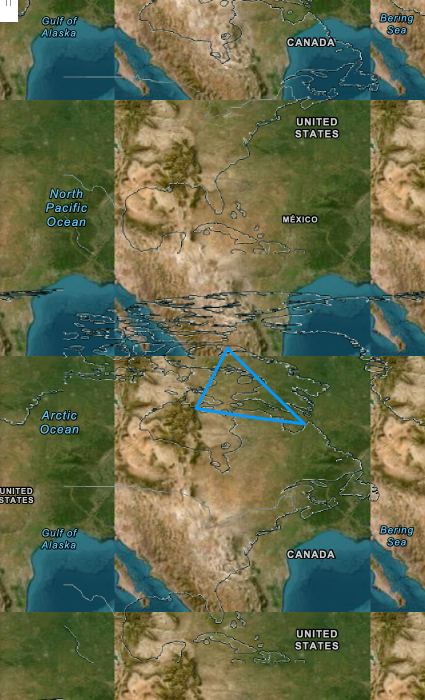 Gulf of
Alaska
CANADA
Bering
Sea
UNITED
STATES
North
Pacific
Ocean
MÉXICO
Arctic
Ocean
UNITED
STATES
Gulf of
Alaska
CANADA
Bering
Sea
UNITED
STATES